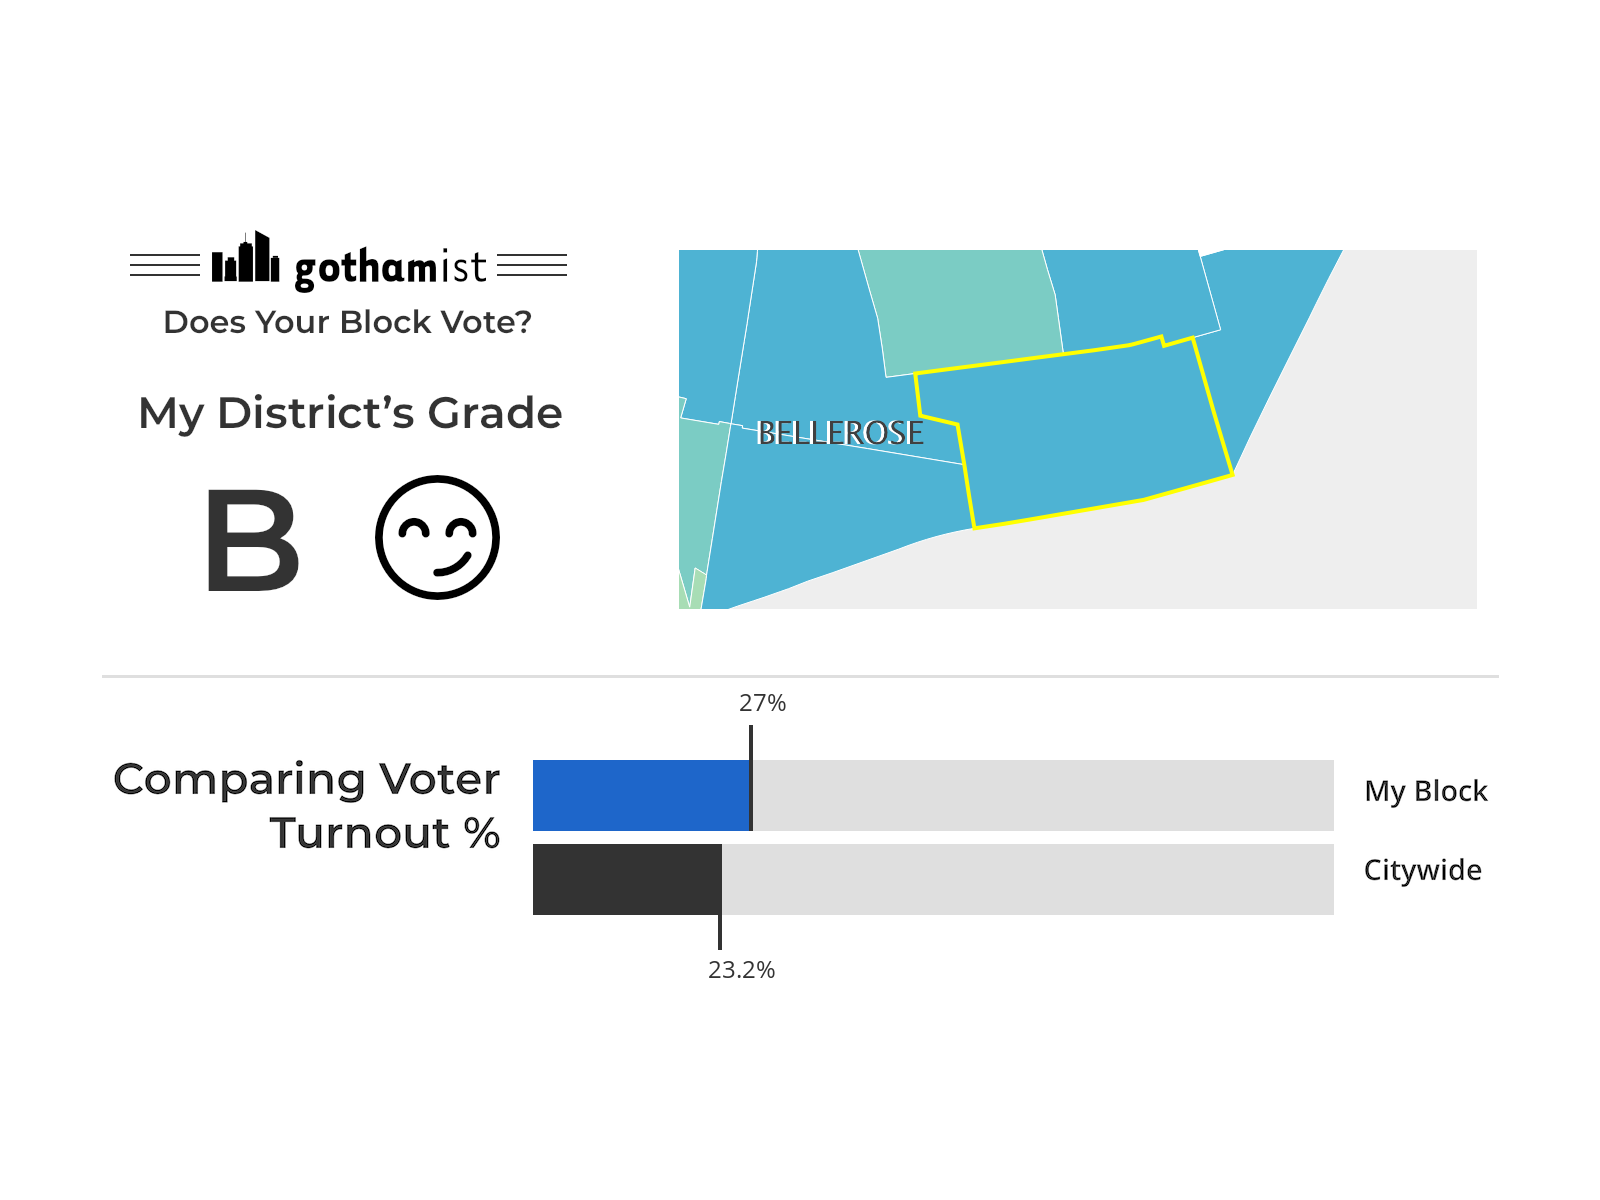 gothamist
Does Your Block Vote?
My District’s Grade
B
BELLEROSE
27%
Comparing Voter
Turnout %
My Block
Citywide
23.2%